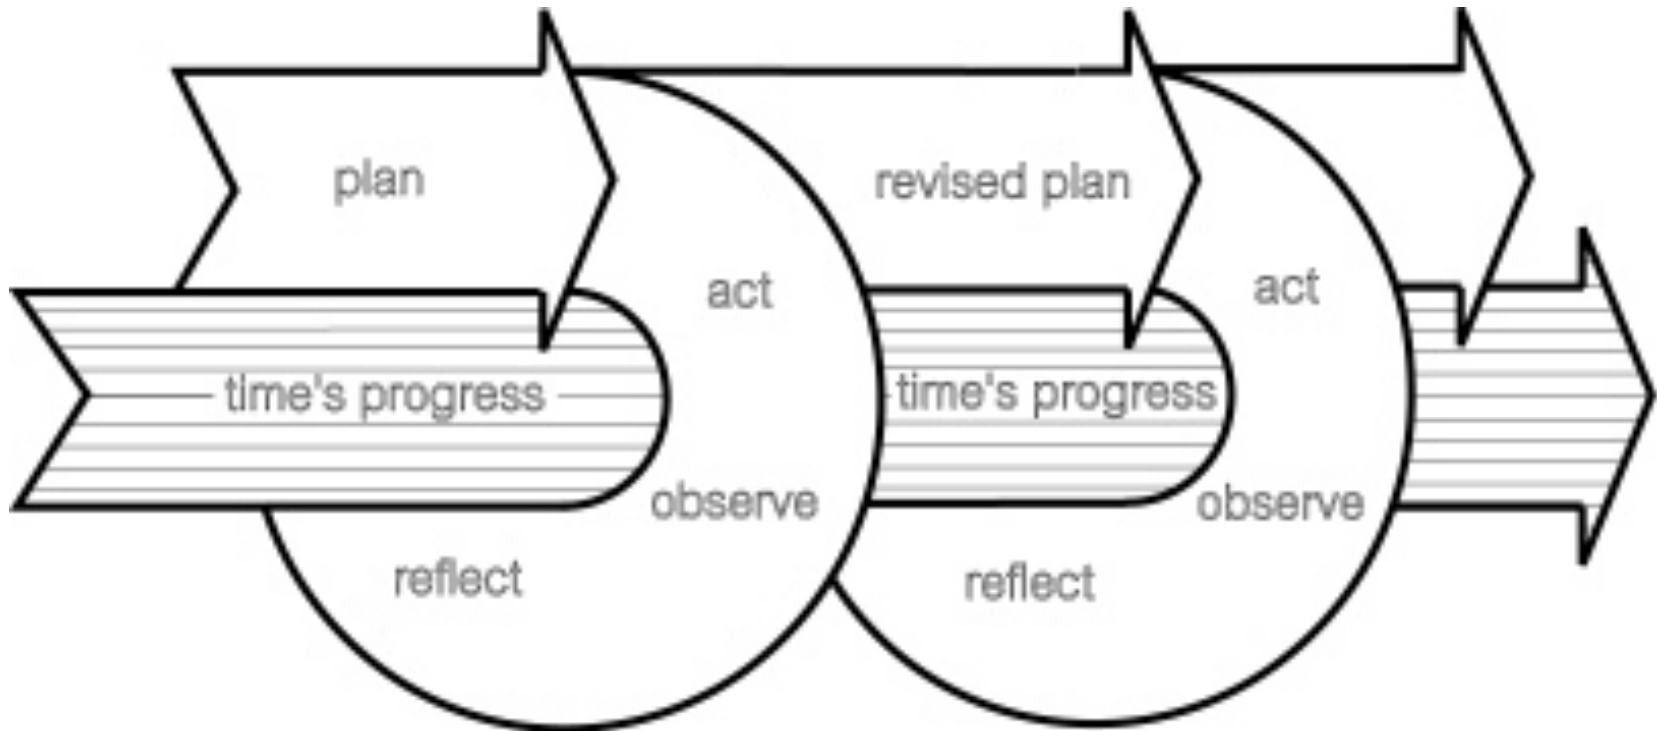 plan
act
time's progress
observe
reflect
revised plan
act
time's progress
observe
reflect